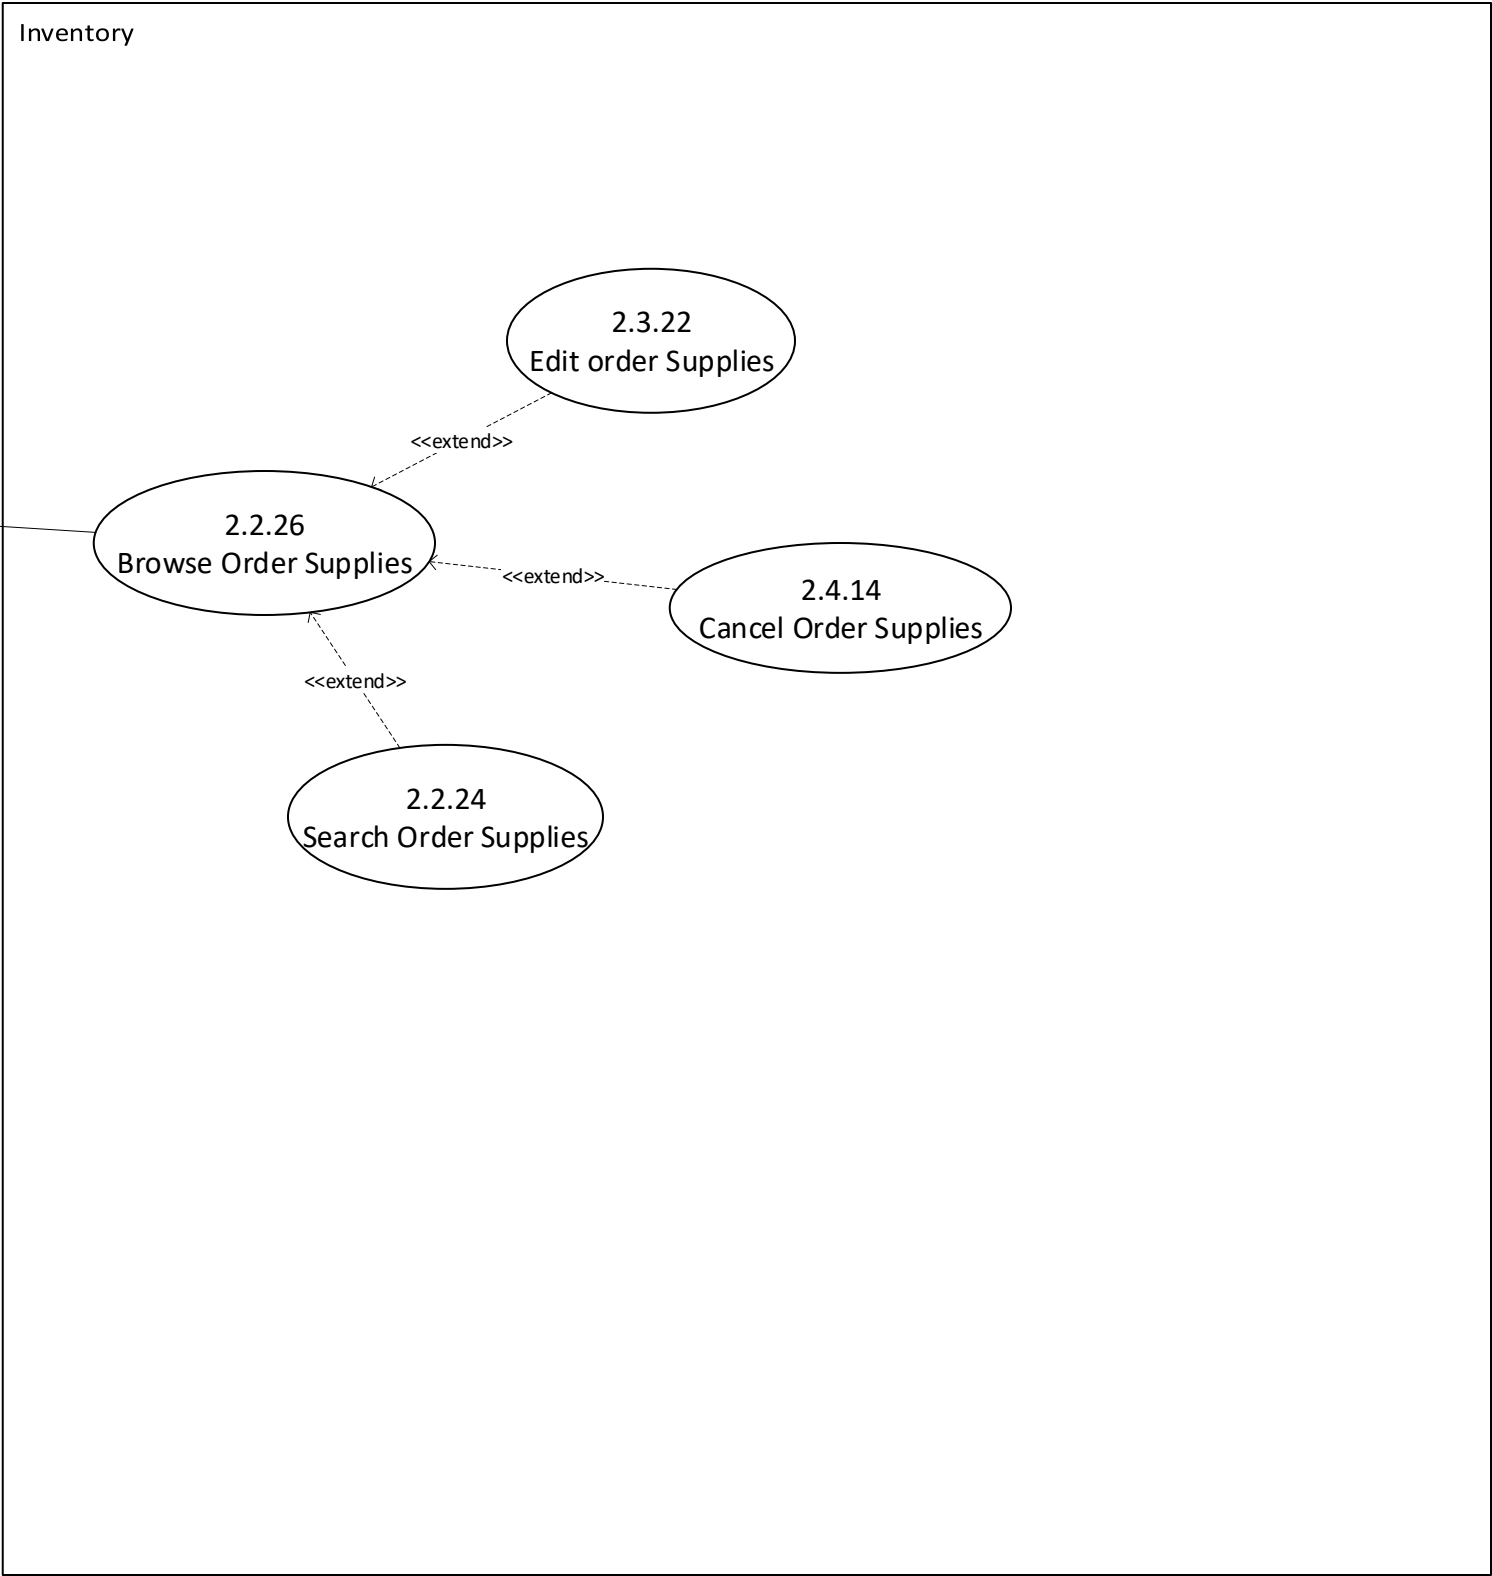 Inventory
2.3.22
Edit order Supplies
<<extend>>
2.2.26
Browse Order Supplies
<<extend>>
2.4.14
Cancel Order Supplies
<<extend>>
2.2.24
Search Order Supplies